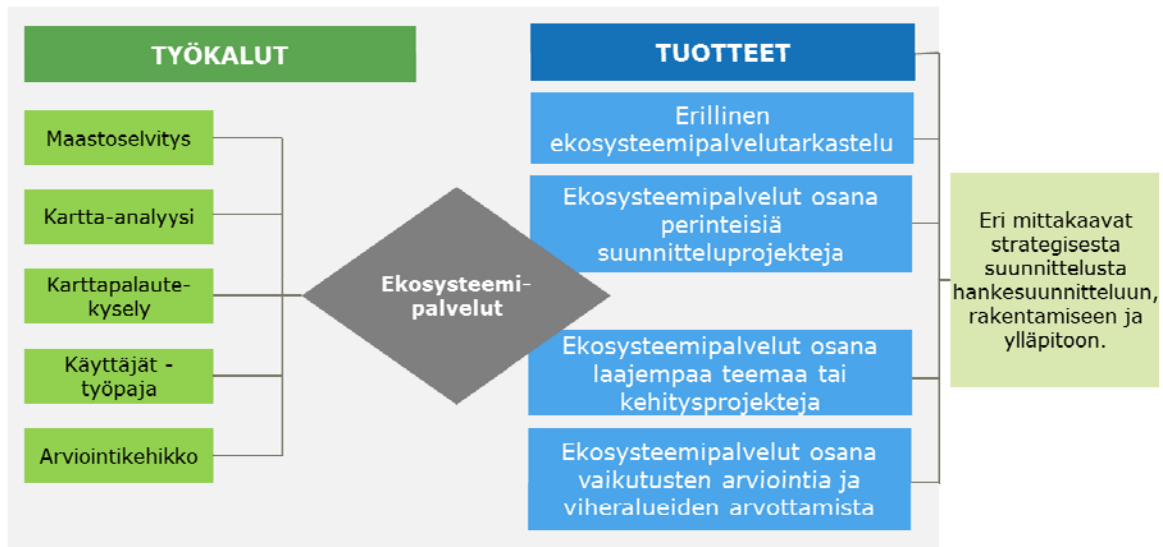 TYÖKALUT
Maastoselvitys
Kartta-analyysi
Karttapalaute-
kysely
Käyttäjät -
työpaja
Arviointikehikko
Ekosysteemi-
palvelut
TUOTTEET
Erillinen
ekosysteemipalvelutarkastelu
Ekosysteemipalvelut osana
perinteisiä
suunnitteluprojekteja
Ekosysteemipalvelut osana
laajempaa teemaa tai
kehitysprojekteja
Ekosysteemipalvelut osana
vaikutusten arviointia ja
viheralueiden arvottamista
Eri mittakaavat
strategisesta
suunnittelusta
hankesuunnitteluun,
rakentamiseen ja
ylläpitoon.